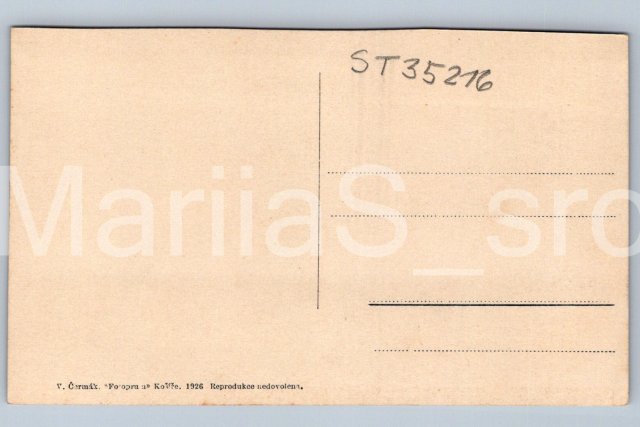 ST35216
MariiaS_sro
V. Čermák. "Fotopra a" Košice. 1926 Reprodukce nedovolena.